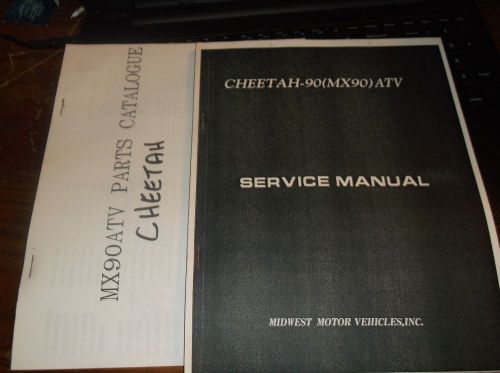 MX90ATV PARTS CATALOGUE
CHEETAH
CHEETAH-90(MX90)ATV
SERVICE MANUAL
MIDWEST MOTOR VEHICLES,INC.